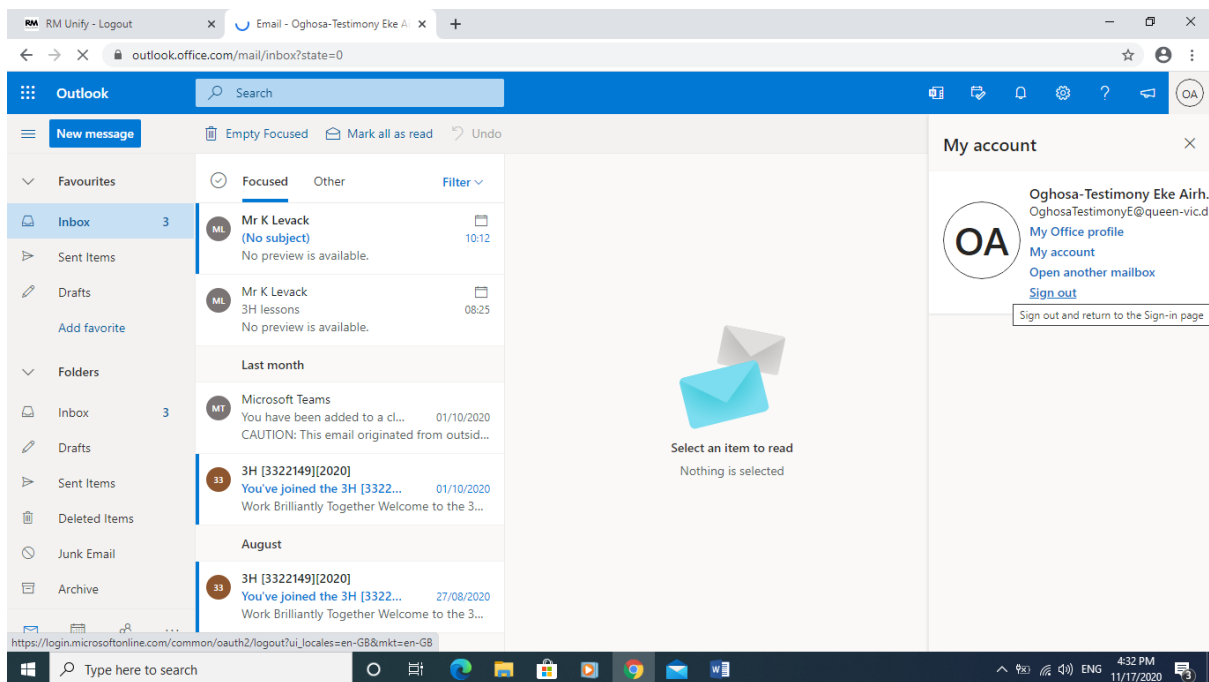 RM RM Unify - Logout
Email - Oghosa-Testimony Eke Ai
outlook.office.com/mail/inbox?state=0
Outlook
Search
OA
New message
Empty Focused
Mark all as read
Undo
Favourites
Inbox 3
Sent Items
Drafts
Add favorite
Folders
Inbox 3
Drafts
Sent Items
Deleted Items
Junk Email
Archive
Focused Other Filter
ML
Mr K Levack
(No subject) 10:12
No preview is available.
ML
Mr K Levack
3H lessons 08:25
No preview is available.
Last month
MT
Microsoft Teams
You have been added to a cl... 01/10/2020
CAUTION: This email originated from outsid...
33
3H [3322149][2020]
You've joined the 3H [3322... 01/10/2020
Work Brilliantly Together Welcome to the 3...
August
33
3H [3322149][2020]
You've joined the 3H [3322... 27/08/2020
Work Brilliantly Together Welcome to the 3...
Select an item to read
Nothing is selected
My account
OA
Oghosa-Testimony Eke Airh.
OghosaTestimonyE@queen-vic.d
My Office profile
My account
Open another mailbox
Sign out
Sign out and return to the Sign-in page
https://login.microsoftonline.com/common/oauth2/logout?ui_locales=en-GB&mkt=en-GB
Type here to search
ENG
4:32 PM
11/17/2020
3